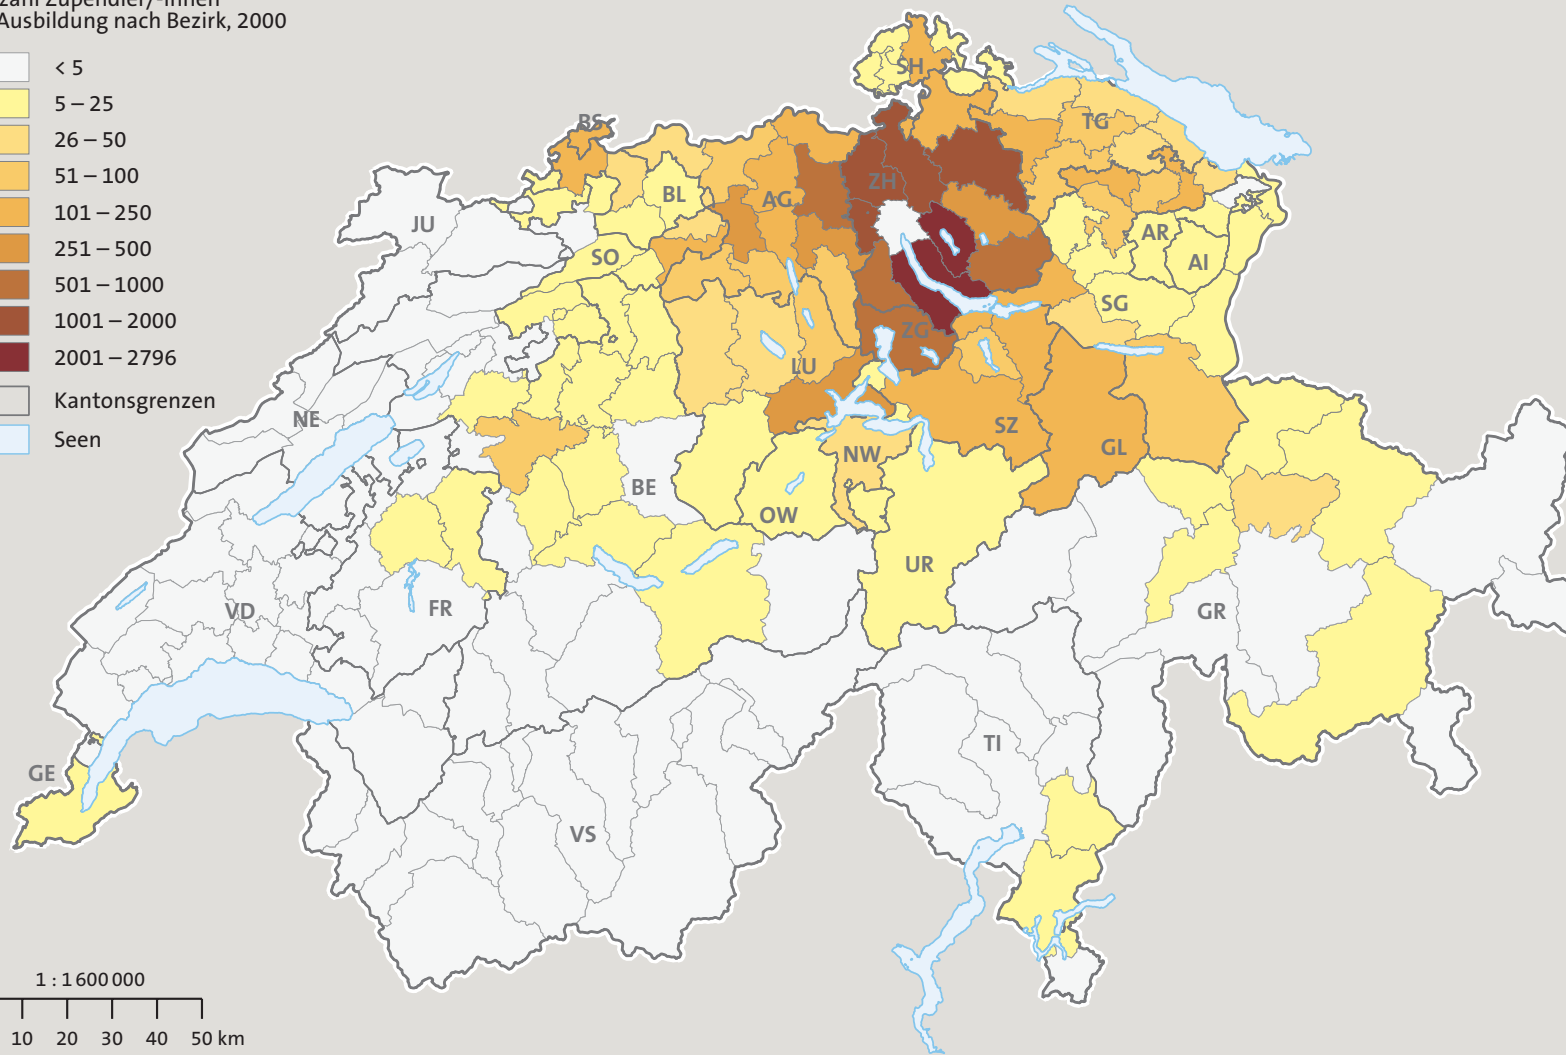 Zupendler/-innen
Ausbildung nach Bezirk, 2000
< 5
5 – 25
26 – 50
51 – 100
101 – 250
251 – 500
501 – 1000
1001 – 2000
2001 – 2796
Kantonsgrenzen
Seen
SH
BS
TG
ZH
BL
AG
JU
AR
SO
AI
SG
ZG
LU
NE
SZ
GL
NW
BE
OW
UR
FR
VD
GR
TI
GE
VS
1 : 1 600 000
10 20 30 40 50 km